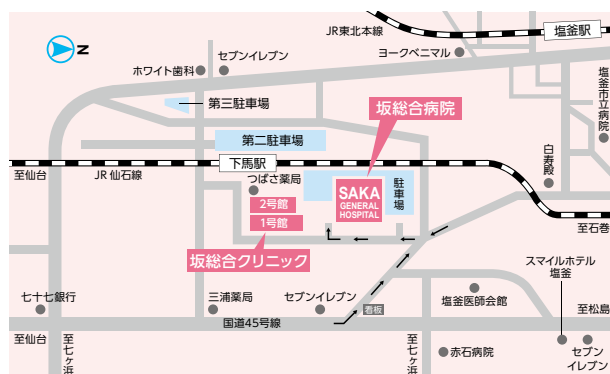 JR東北本線
塩釜駅
N
セブンイレブン
ヨークベニマル
ホワイト歯科
第三駐車場
坂総合病院
塩釜市立病院
第二駐車場
白寿殿
下馬駅
至仙台
JR仙石線
つばさ薬局
駐車場
SAKA
GENERAL
HOSPITAL
2号館
1号館
至石巻
坂総合クリニック
スマイルホテル
塩釜
七十七銀行
三浦薬局
セブンイレブン
看板
塩釜医師会館
至松島
至仙台
国道45号線
至七ヶ浜
至七ヶ浜
赤石病院
セブン
イレブン